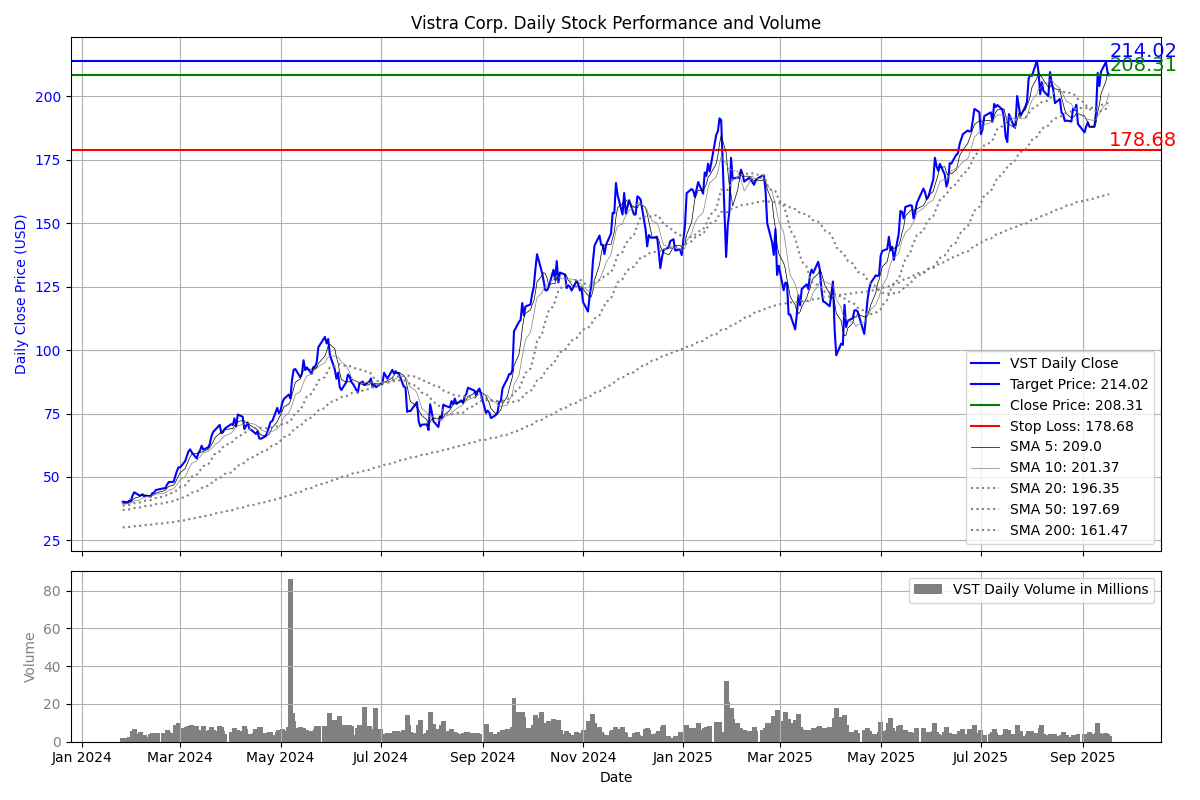 Vistra Corp. Daily Stock Performance and Volume
214.02
208.31
178.68
200
175
150
125
100
75
50
25
Daily Close Price (USD)
VST Daily Close
Target Price: 214.02
Close Price: 208.31
Stop Loss: 178.68
SMA 5: 209.0
SMA 10: 201.37
SMA 20: 196.35
SMA 50: 197.69
SMA 200: 161.47
80
60
40
20
0
Volume
VST Daily Volume in Millions
Jan 2024 Mar 2024 May 2024 Jul 2024 Sep 2024 Nov 2024 Jan 2025 Mar 2025 May 2025 Jul 2025 Sep 2025
Date